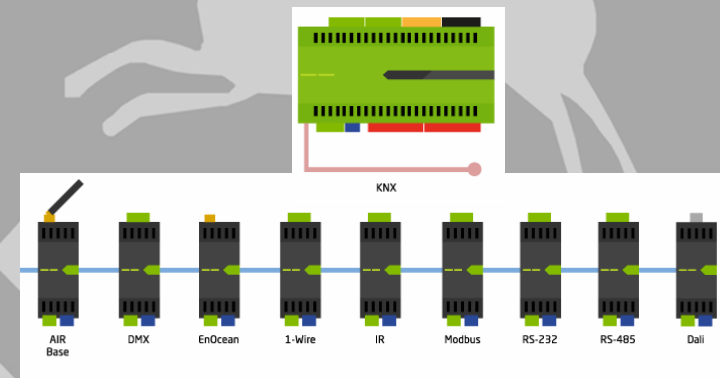 KNX
AIR
Base
DMX
EnOcean
1-Wire
IR
Modbus
RS-232
RS-485
Dali